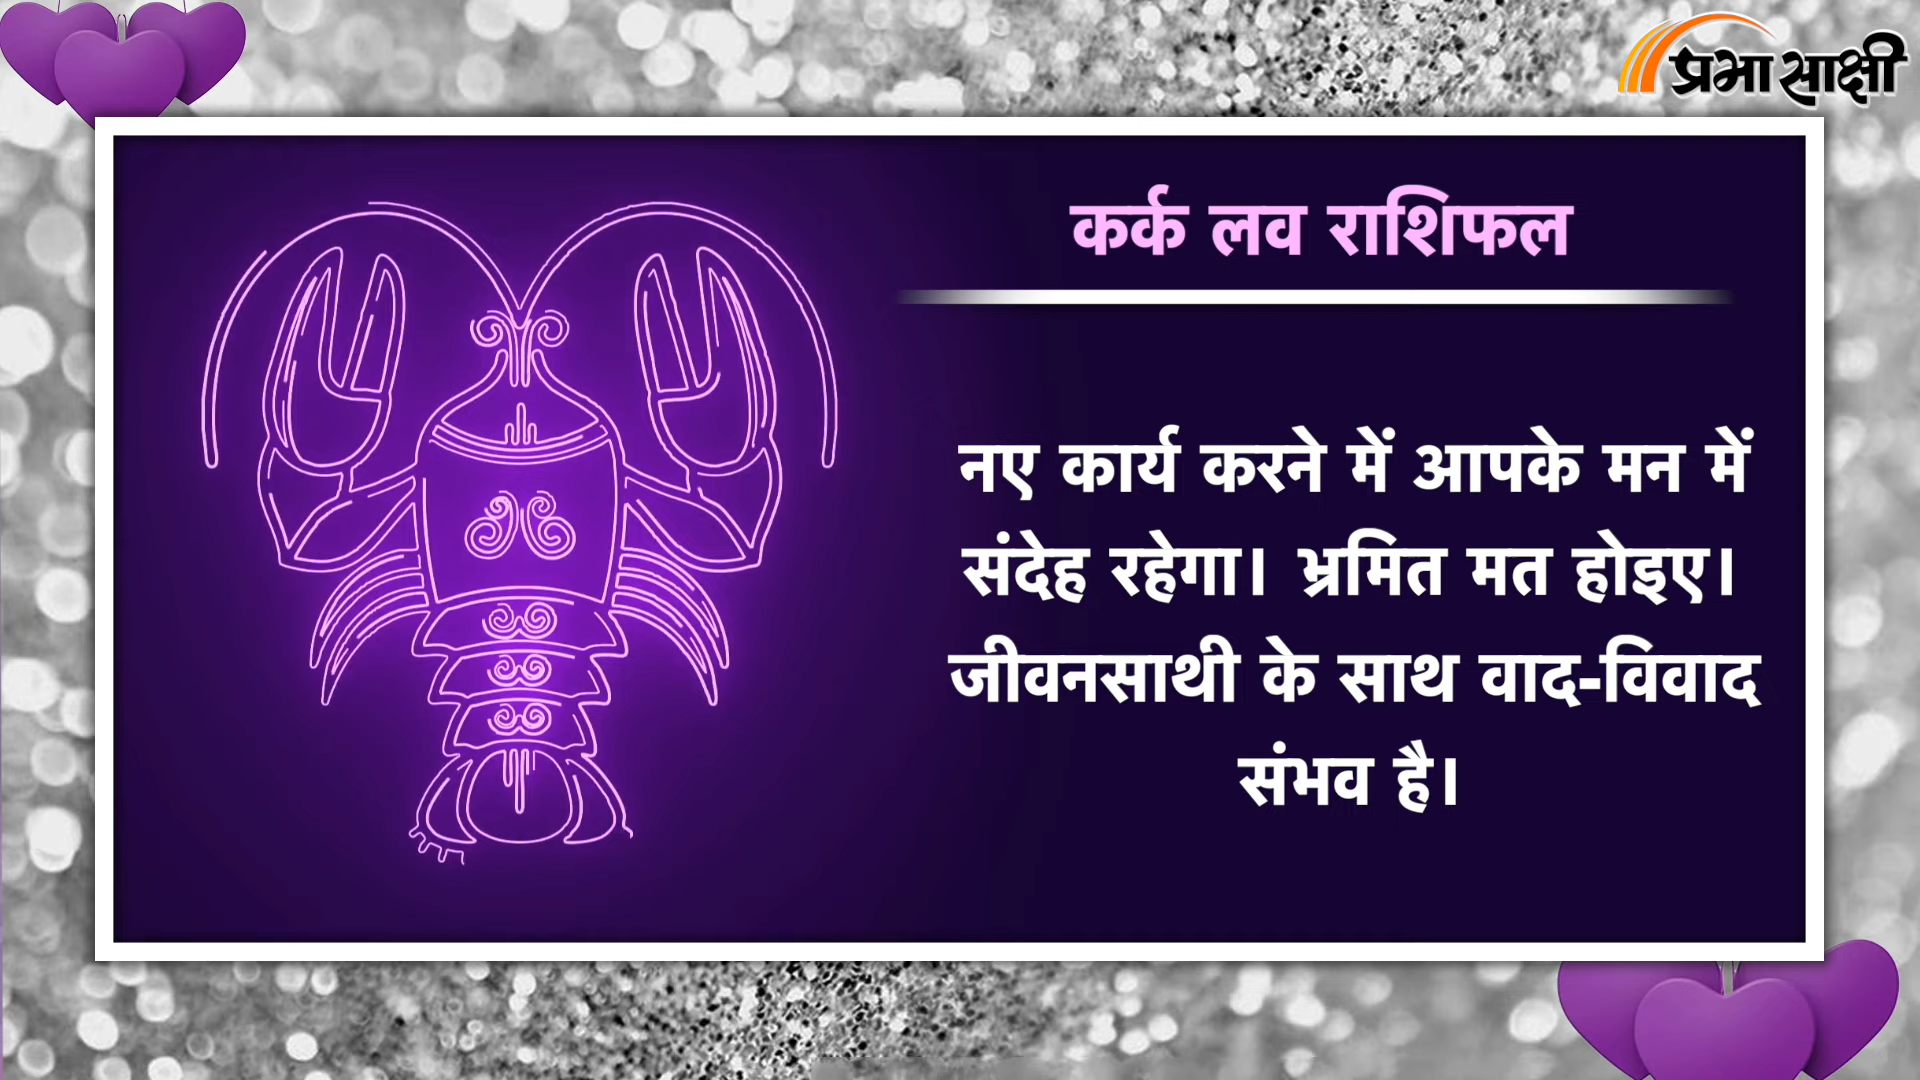 प्रभा साक्षी
कर्क लव राशिफल
नए कार्य करने में आपके मन में
संदेह रहेगा। भ्रमित मत होइए।
जीवनसाथी के साथ वाद-विवाद
संभव है।